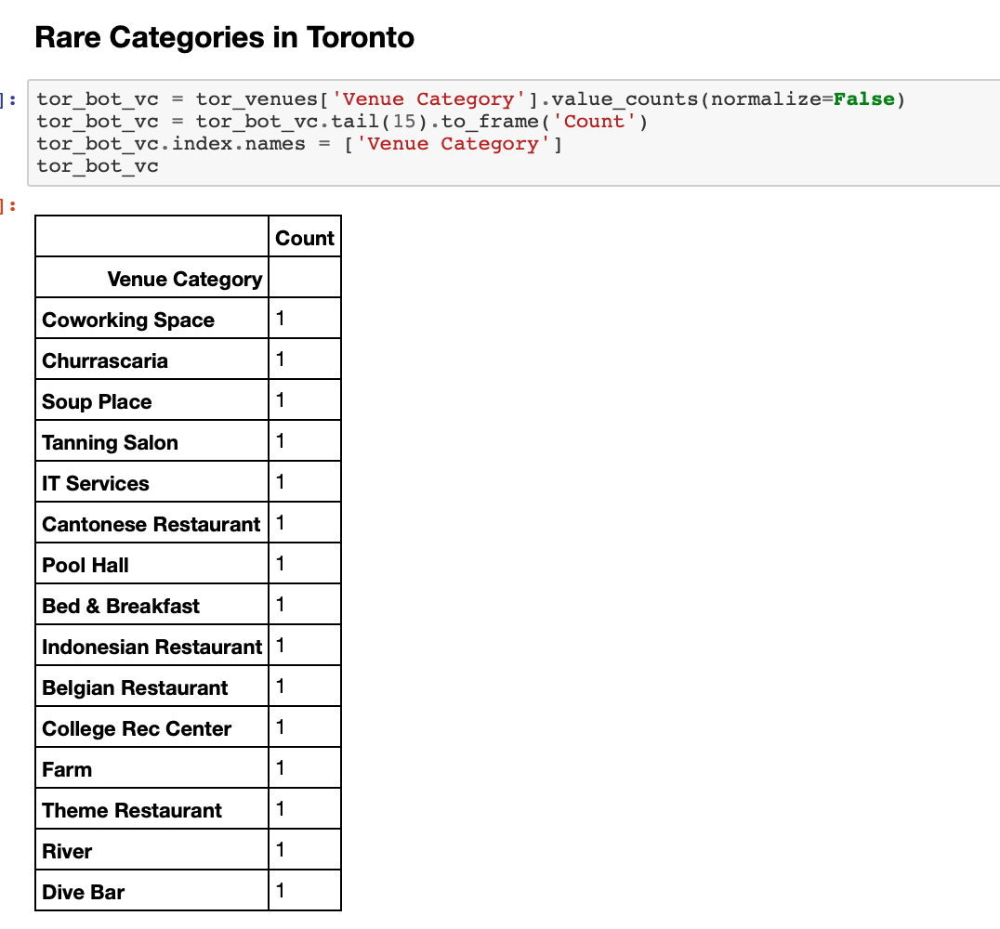 Rare Categories in Toronto
]:
tor_bot_vc = tor_venues['Venue Category'].value_counts(normalize=False)
tor_bot_vc = tor_bot_vc.tail(15).to_frame('Count')
tor_bot_vc.index.names = ['Venue Category']
tor_bot_vc
]:
Count
Venue Category
Coworking Space 1
Churrascaria 1
Soup Place 1
Tanning Salon 1
IT Services 1
Cantonese Restaurant 1
Pool Hall 1
Bed & Breakfast 1
Indonesian Restaurant 1
Belgian Restaurant 1
College Rec Center 1
Farm 1
Theme Restaurant 1
River 1
Dive Bar 1